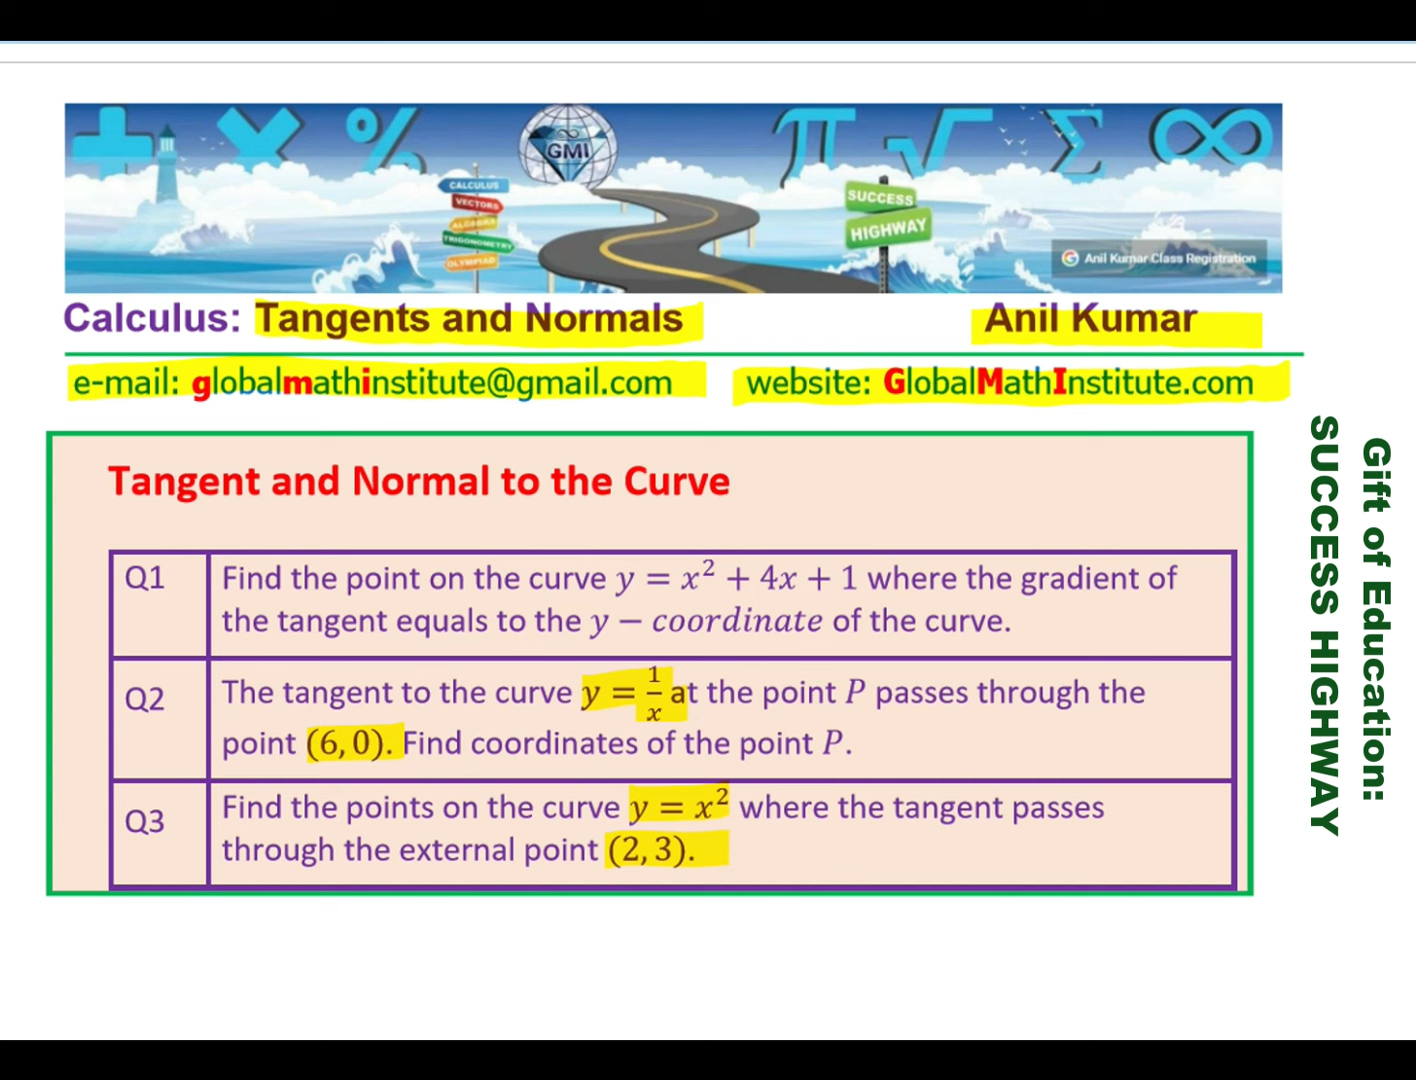 GMI
CALCULUS
VECTORS
ALGEBRA
TRIGONOMETRY
OLYMPIAD
SUCCESS
HIGHWAY
Anil Kumar Class Registration
Calculus: Tangents and Normals Anil Kumar
e-mail: globalmathinstitute@gmail.com website: GlobalMathInstitute.com
Tangent and Normal to the Curve
Q1 Find the point on the curve y = x² + 4x + 1 where the gradient of
the tangent equals to the y − coordinate of the curve.
Q2 The tangent to the curve y = 1/x at the point P passes through the
point (6, 0). Find coordinates of the point P.
Q3 Find the points on the curve y = x² where the tangent passes
through the external point (2, 3).
Gift of Education:
SUCCESS HIGHWAY